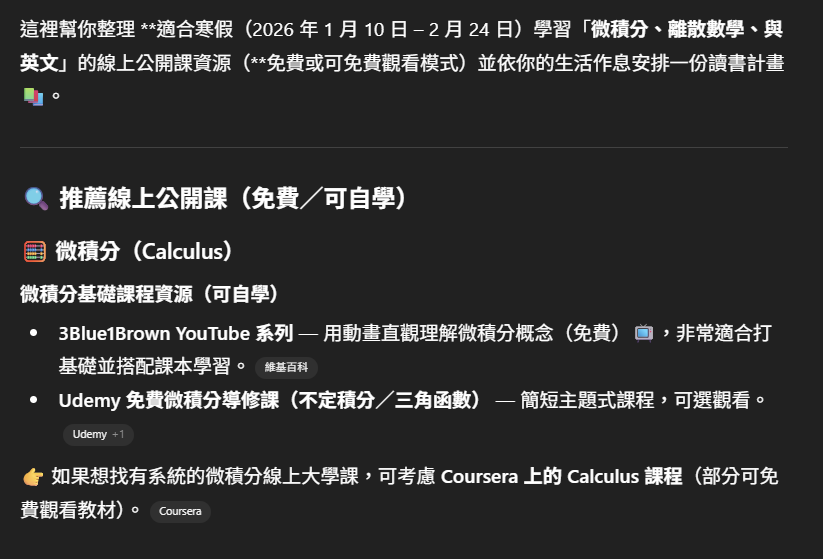 這裡幫你整理 **適合寒假（2026 年 1 月 10 日 – 2 月 24 日）學習「微積分、離散數學、與
英文」的線上公開課資源（**免費或可免費觀看模式）並依你的生活作息安排一份讀書計畫
📚。
🔍 推薦線上公開課（免費／可自學）
🧮 微積分（Calculus）
微積分基礎課程資源（可自學）
• 3Blue1Brown YouTube 系列 — 用動畫直觀理解微積分概念（免費）📺，非常適合打
基礎並搭配課本學習。 維基百科
• Udemy 免費微積分導修課（不定積分／三角函數） — 簡短主題式課程，可選觀看。
Udemy +1
👉 如果想找有系統的微積分線上大學課，可考慮 Coursera 上的 Calculus 課程（部分可免
費觀看教材）。 Coursera